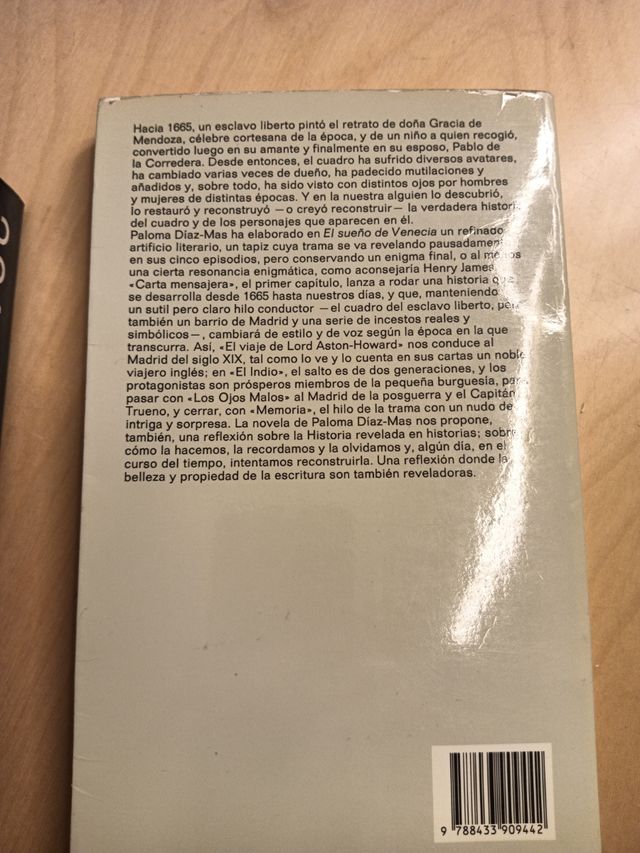 Hacia 1665, un esclavo liberto pintó el retrato de doña Gracia de
Mendoza, célebre cortesana de la época, y de un niño a quien recogió,
convertido luego en su amante y finalmente en su esposo, Pablo de
la Corredera. Desde entonces, el cuadro ha sufrido diversos avatares,
ha cambiado varias veces de dueño, ha padecido mutilaciones y
añadidos y, sobre todo, ha sido visto con distintos ojos por hombres
y mujeres de distintas épocas. Y en la nuestra alguien lo descubrió,
lo restauró y reconstruyó —o creyó reconstruir— la verdadera historia
del cuadro y de los personajes que aparecen en él.
Paloma Díaz-Mas ha elaborado en El sueño de Venecia un refinado
artificio literario, un tapiz cuya trama se va revelando pausadamente
en sus cinco episodios, pero conservando un enigma final, o al menos
una cierta resonancia enigmática, como aconsejaría Henry James.
«Carta mensajera», el primer capítulo, lanza a rodar una historia que
se desarrolla desde 1665 hasta nuestros días, y que, manteniendo
un sutil pero claro hilo conductor —el cuadro del esclavo liberto, pero
también un barrio de Madrid y una serie de incestos reales y
simbólicos—, cambiará de estilo y de voz según la época en la que
transcurra. Así, «El viaje de Lord Aston-Howard» nos conduce al
Madrid del siglo XIX, tal como lo ve y lo cuenta en sus cartas un noble
viajero inglés; en «El Indio», el salto es de dos generaciones, y los
protagonistas son prósperos miembros de la pequeña burguesía, para
pasar con «Los Ojos Malos» al Madrid de la posguerra y el Capitán
Trueno, y cerrar, con «Memoria», el hilo de la trama con un nudo de
intriga y sorpresa. La novela de Paloma Díaz-Mas nos propone,
también, una reflexión sobre la Historia revelada en historias; sobre
cómo la hacemos, la recordamos y la olvidamos y, algún día, en el
curso del tiempo, intentamos reconstruirla. Una reflexión donde la
belleza y propiedad de la escritura son también reveladoras.
9 788433 909442